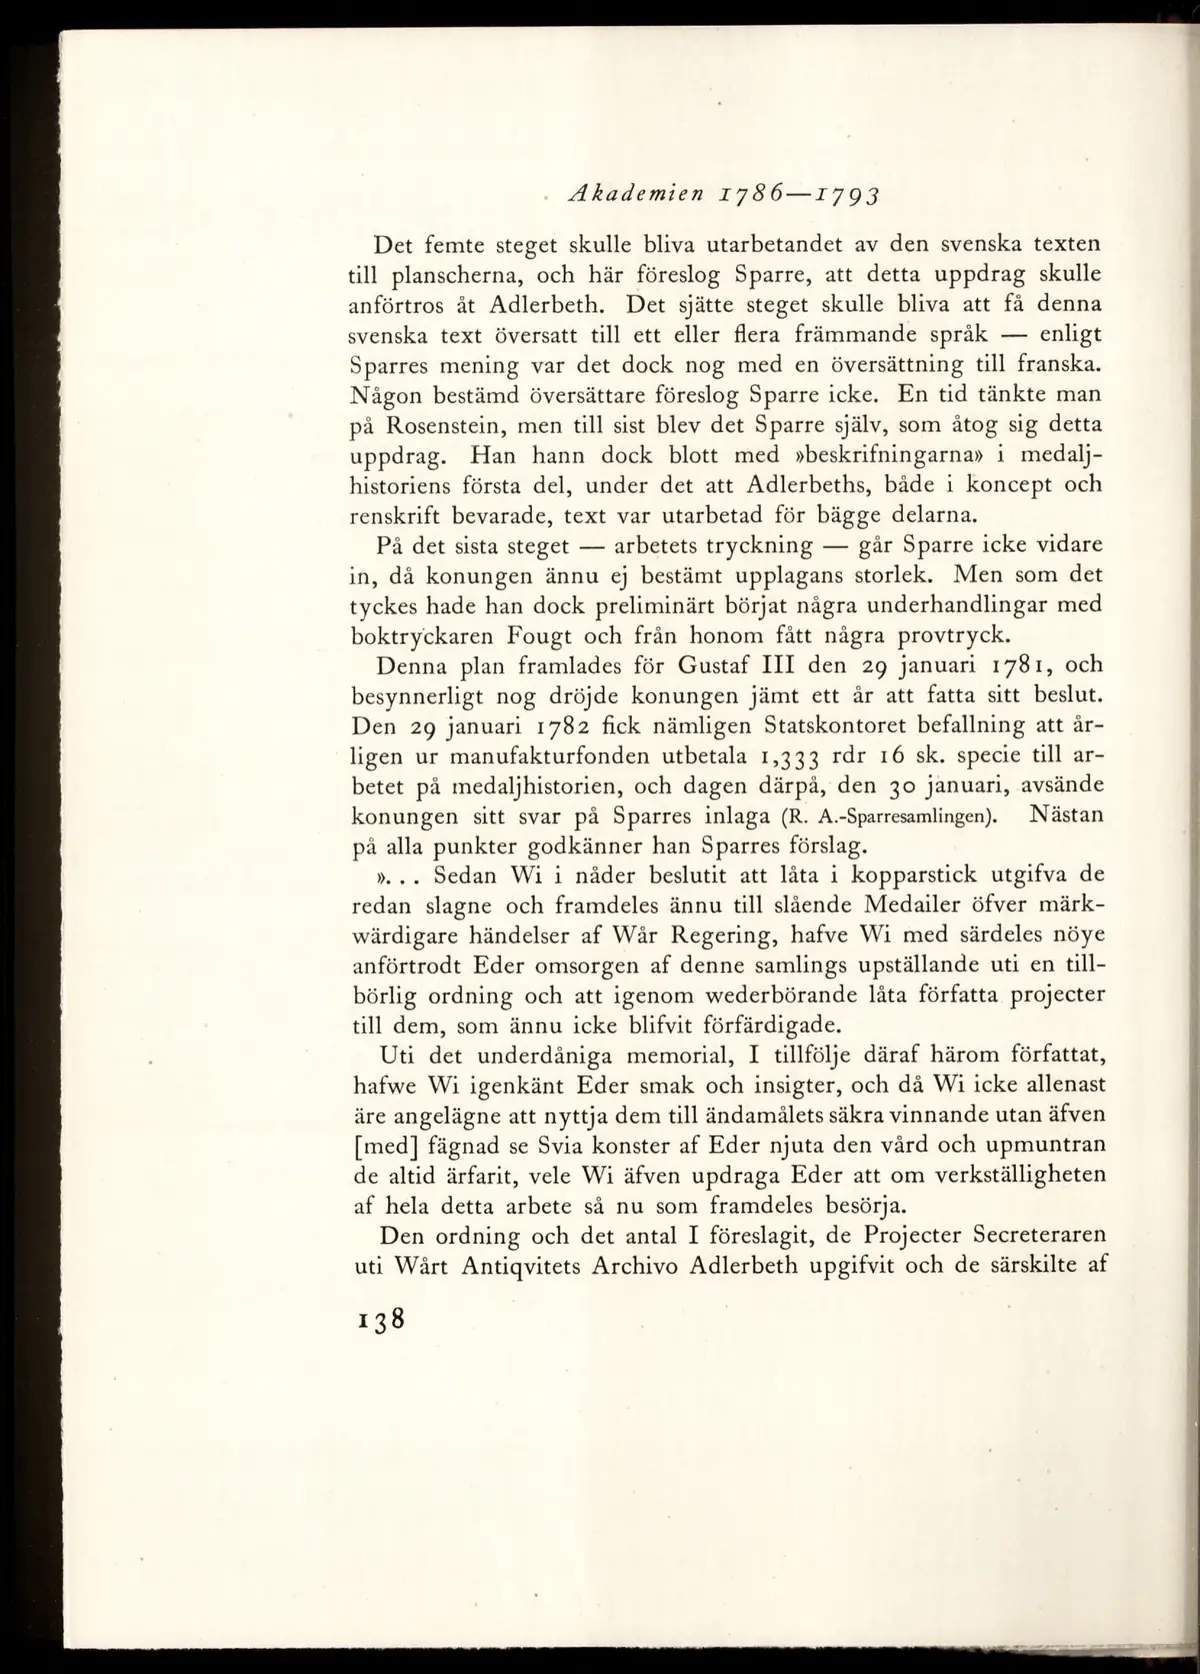 Akademien 1786—1793
Det femte steget skulle bliva utarbetandet av den svenska texten
till planscherna, och här föreslog Sparre, att detta uppdrag skulle
anförtros åt Adlerbeth. Det sjätte steget skulle bliva att få denna
svenska text översatt till ett eller flera främmande språk — enligt
Sparres mening var det dock nog med en översättning till franska.
Någon bestämd översättare föreslog Sparre icke. En tid tänkte man
på Rosenstein, men till sist blev det Sparre själv, som åtog sig detta
uppdrag. Han hann dock blott med »beskrifningarna» i medalj-
historiens första del, under det att Adlerbeths, både i koncept och
renskrift bevarade, text var utarbetad för bägge delarna.
På det sista steget — arbetets tryckning — går Sparre icke vidare
in, då konungen ännu ej bestämt upplagans storlek. Men som det
tyckes hade han dock preliminärt börjat några underhandlingar med
boktryckaren Fougt och från honom fått några provtryck.
Denna plan framlades för Gustaf III den 29 januari 1781, och
besynnerligt nog dröjde konungen jämt ett år att fatta sitt beslut.
Den 29 januari 1782 fick nämligen Statskontoret befallning att år-
ligen ur manufakturfonden utbetala 1,333 rdr 16 sk. specie till ar-
betet på medaljhistorien, och dagen därpå, den 30 januari, avsände
konungen sitt svar på Sparres inlaga (R. A.-Sparresamlingen). Nästan
på alla punkter godkänner han Sparres förslag.
». . . Sedan Wi i nåder beslutit att låta i kopparstick utgifva de
redan slagne och framdeles ännu till slående Medailer öfver märk-
wärdigare händelser af Wår Regering, hafve Wi med särdeles nöye
anförtrodt Eder omsorgen af denne samlings upställande uti en till-
börlig ordning och att igenom wederbörande låta författa projecter
till dem, som ännu icke blifvit förfärdigade.
Uti det underdåniga memorial, I tillfölje däraf härom författat,
hafwe Wi igenkänt Eder smak och insigter, och då Wi icke allenast
äre angelägne att nyttja dem till ändamålets säkra vinnande utan äfven
[med] fägnad se Svia konster af Eder njuta den vård och upmuntran
de altid ärfarit, vele Wi äfven updraga Eder att om verkställigheten
af hela detta arbete så nu som framdeles besörja.
Den ordning och det antal I föreslagit, de Projecter Secreteraren
uti Wårt Antiqvitets Archivo Adlerbeth upgifvit och de särskilte af
138